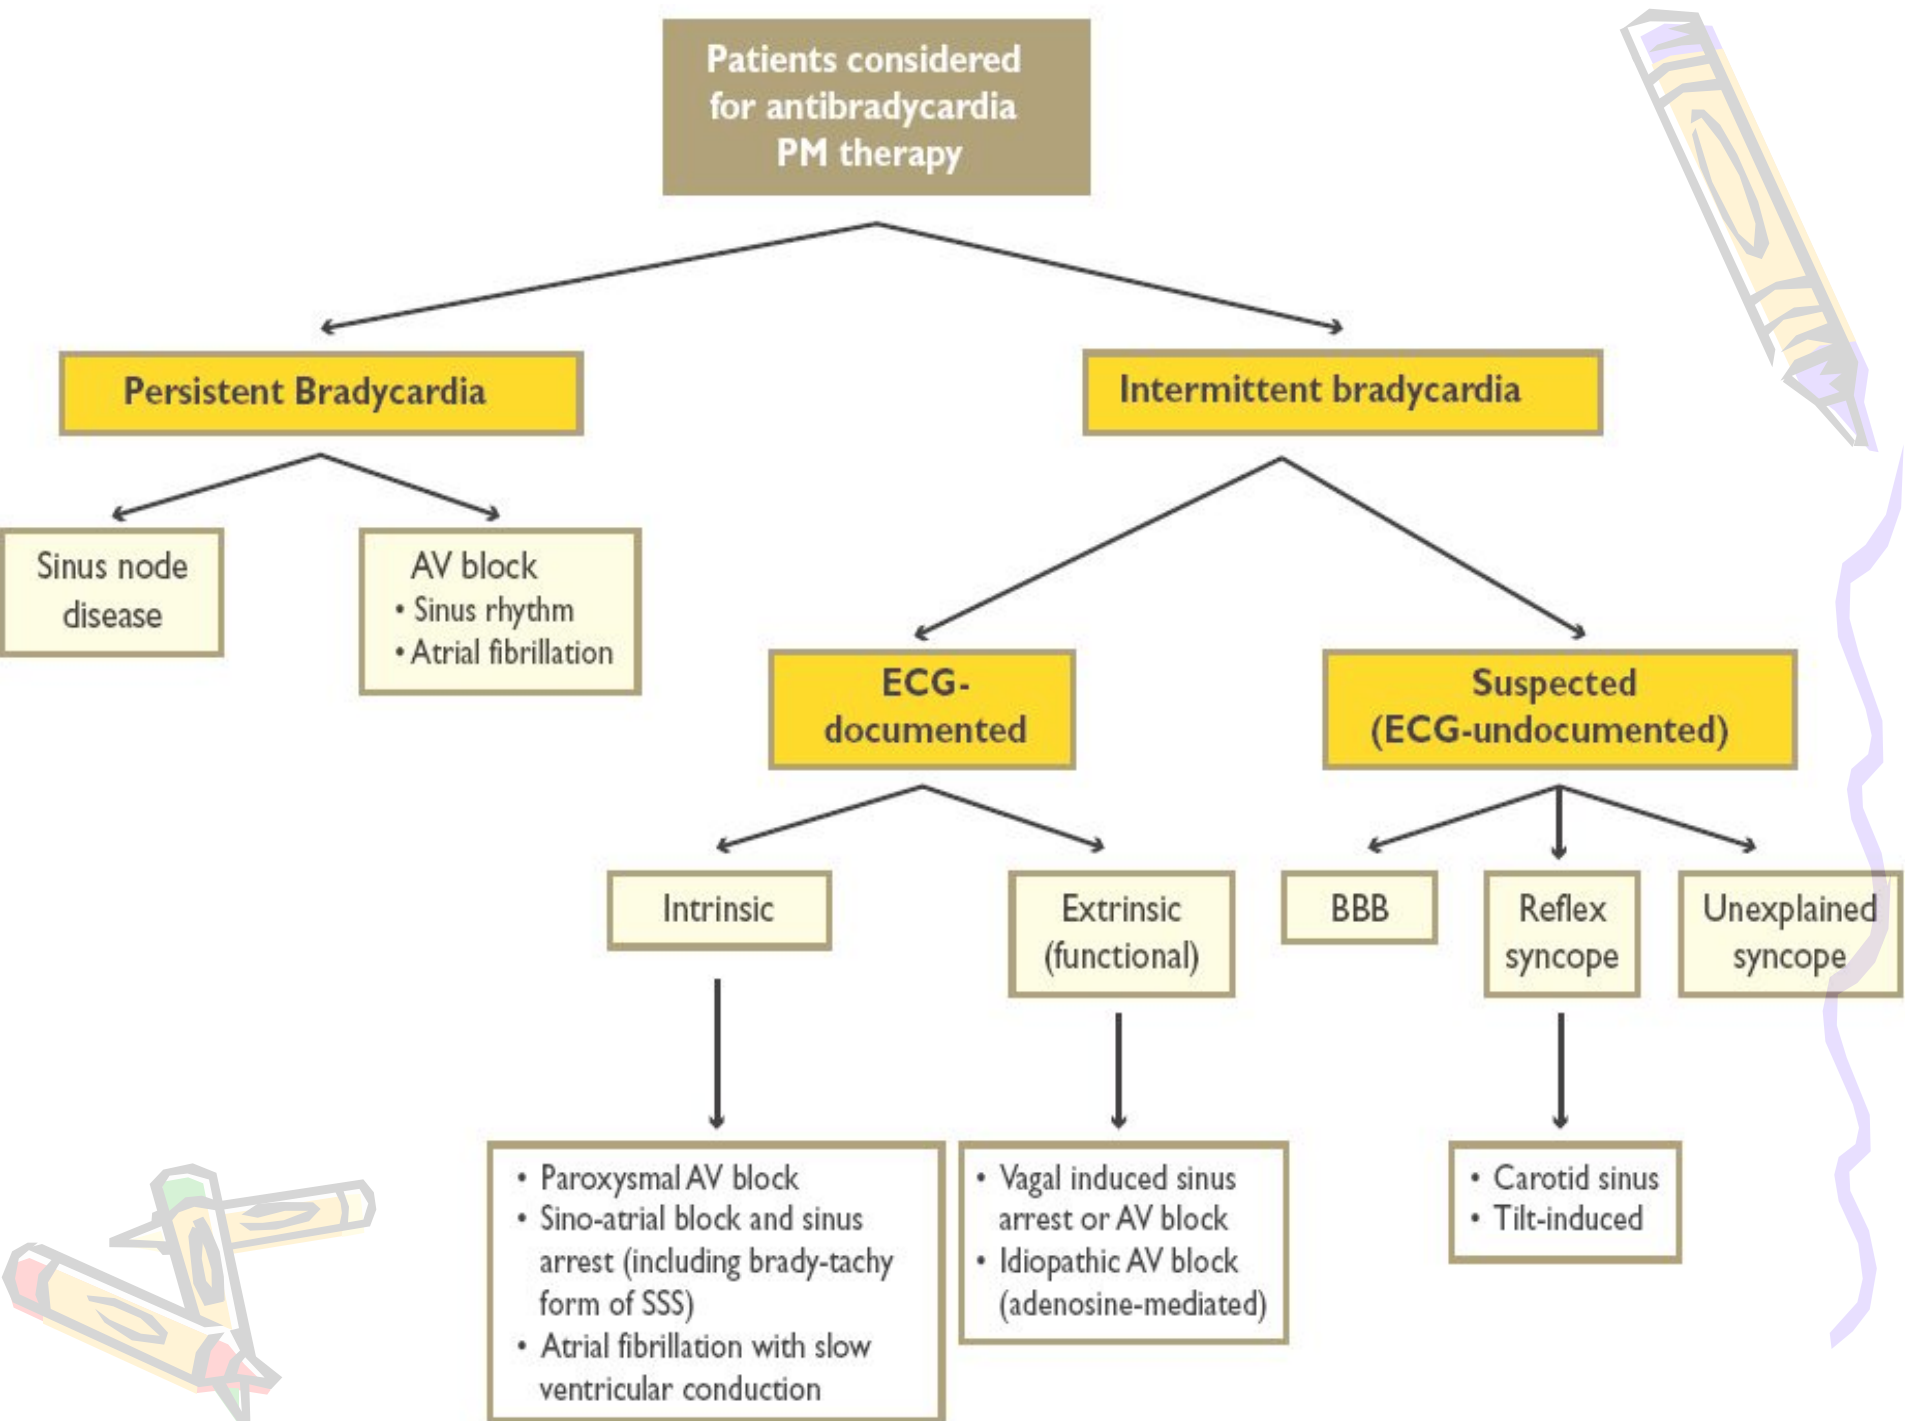 Patients considered
for antibradycardia
PM therapy
Persistent Bradycardia
Intermittent bradycardia
Sinus node
disease
AV block
• Sinus rhythm
• Atrial fibrillation
ECG-
documented
Suspected
(ECG-undocumented)
Intrinsic
Extrinsic
(functional)
BBB
Reflex
syncope
Unexplained
syncope
• Paroxysmal AV block
• Sino-atrial block and sinus
arrest (including brady-tachy
form of SSS)
• Atrial fibrillation with slow
ventricular conduction
• Vagal induced sinus
arrest or AV block
• Idiopathic AV block
(adenosine-mediated)
• Carotid sinus
• Tilt-induced